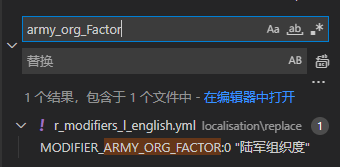 army_org_Factor
Aa ab .*
替换
AB
...
1 个结果，包含于 1 个文件中 - 在编辑器中打开
! r_modifiers_l_english.yml localisation\replace 1
MODIFIER_ARMY_ORG_FACTOR:0 "陆军组织度"